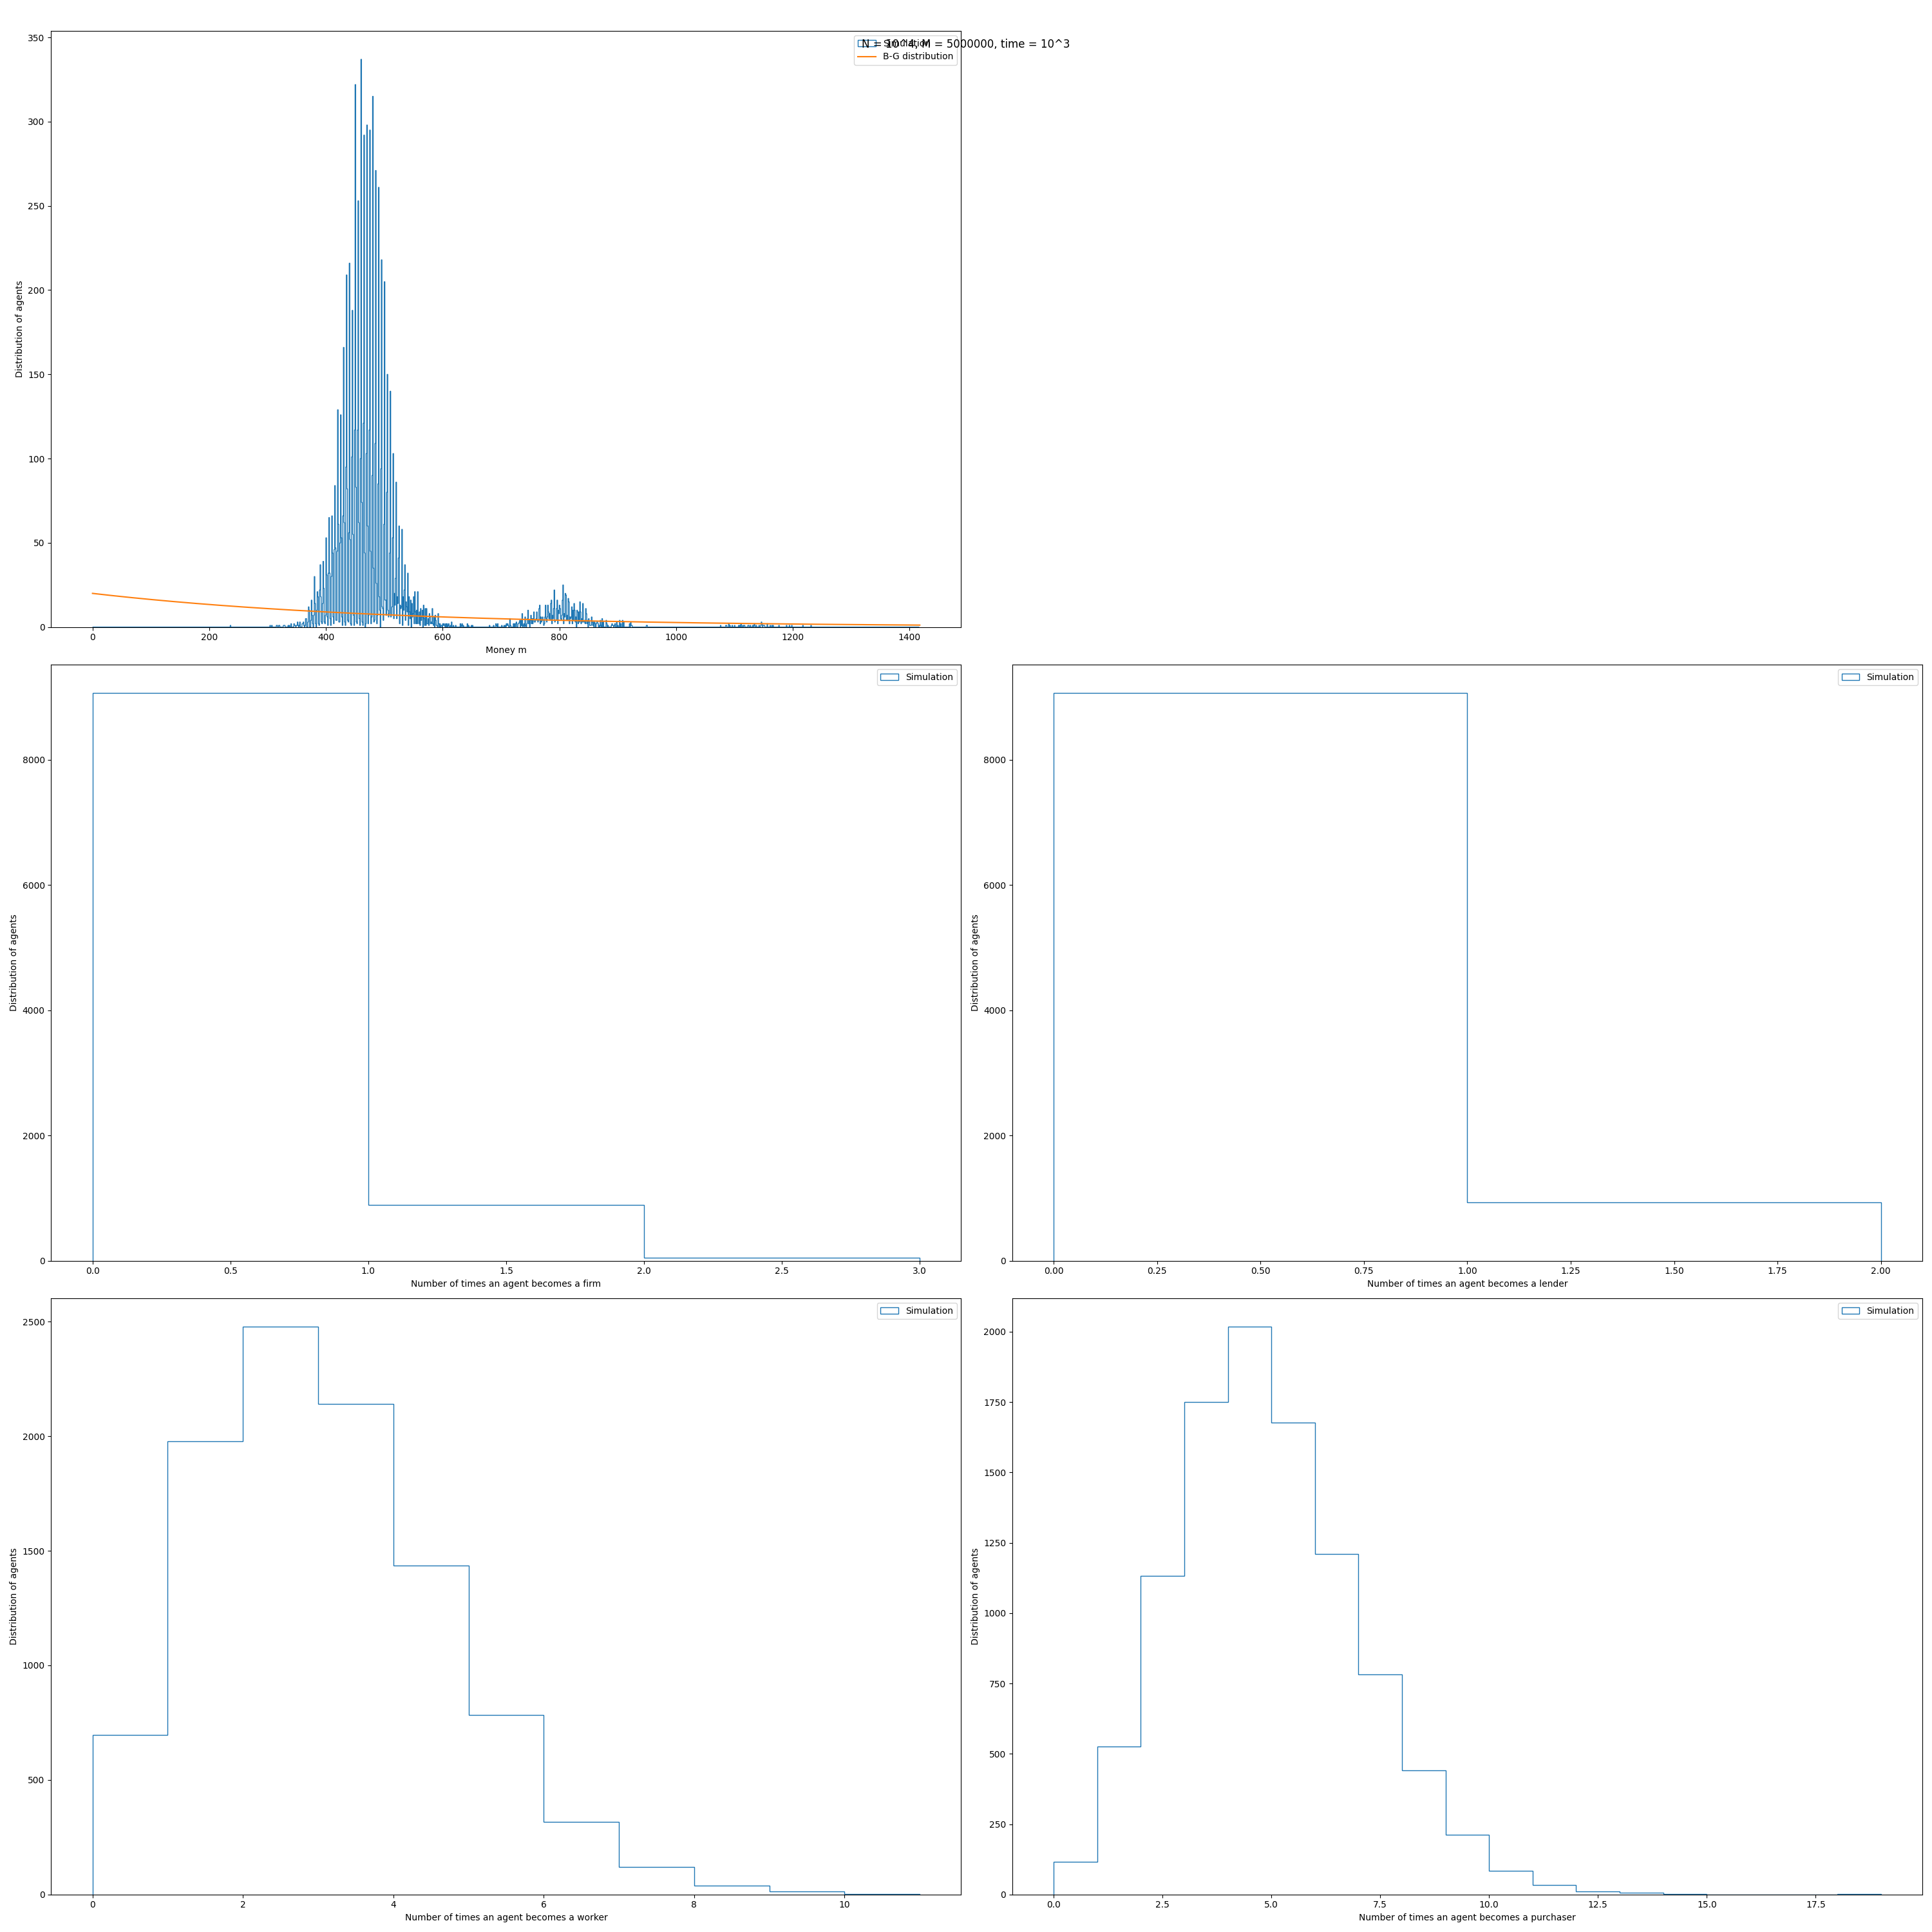 N = 10^4, M = 5000000, time = 10^3
Simulation
B-G distribution
350
300
250
200
150
100
50
0
Distribution of agents
0 200 400 600 800 1000 1200 1400
Money m
Simulation
8000
6000
4000
2000
0
Distribution of agents
0.0 0.5 1.0 1.5 2.0 2.5 3.0
Number of times an agent becomes a firm
Simulation
8000
6000
4000
2000
0
Distribution of agents
0.00 0.25 0.50 0.75 1.00 1.25 1.50 1.75 2.00
Number of times an agent becomes a lender
Simulation
2500
2000
1500
1000
500
0
Distribution of agents
0 2 4 6 8 10
Number of times an agent becomes a worker
Simulation
2000
1750
1500
1250
1000
750
500
250
0
Distribution of agents
0.0 2.5 5.0 7.5 10.0 12.5 15.0 17.5
Number of times an agent becomes a purchaser